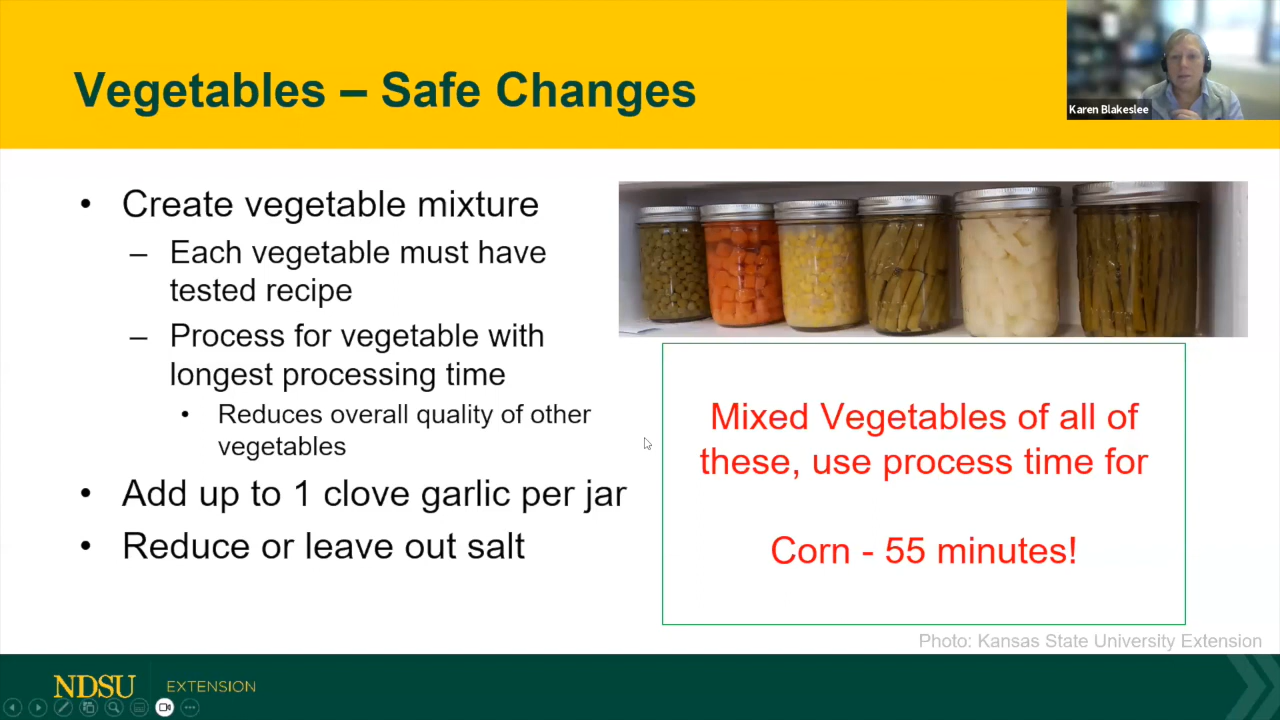 Vegetables – Safe Changes
Karen Blakeslee
• Create vegetable mixture
– Each vegetable must have
tested recipe
– Process for vegetable with
longest processing time
• Reduces overall quality of other
vegetables
• Add up to 1 clove garlic per jar
• Reduce or leave out salt
Mixed Vegetables of all of
these, use process time for
Corn - 55 minutes!
Photo: Kansas State University Extension
NDSU EXTENSION